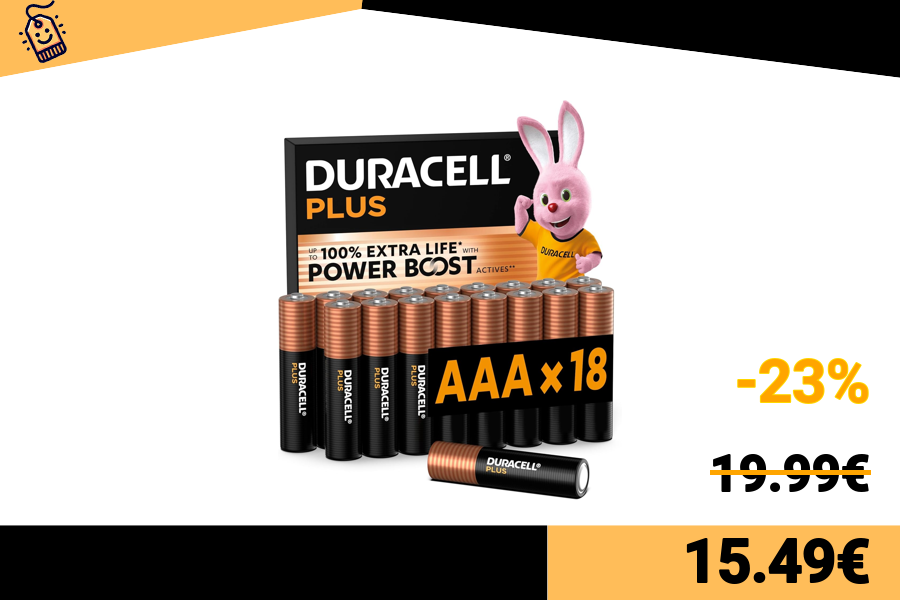 DURACELL®
PLUS
UP TO 100% EXTRA LIFE* WITH
POWER BOOST ACTIVES**
DURACELL
AAA x 18
DURACELL®
PLUS
DURACELL®
PLUS
DURACELL®
PLUS
DURACELL®
PLUS
DURACELL®
PLUS
-23%
19.99€
15.49€